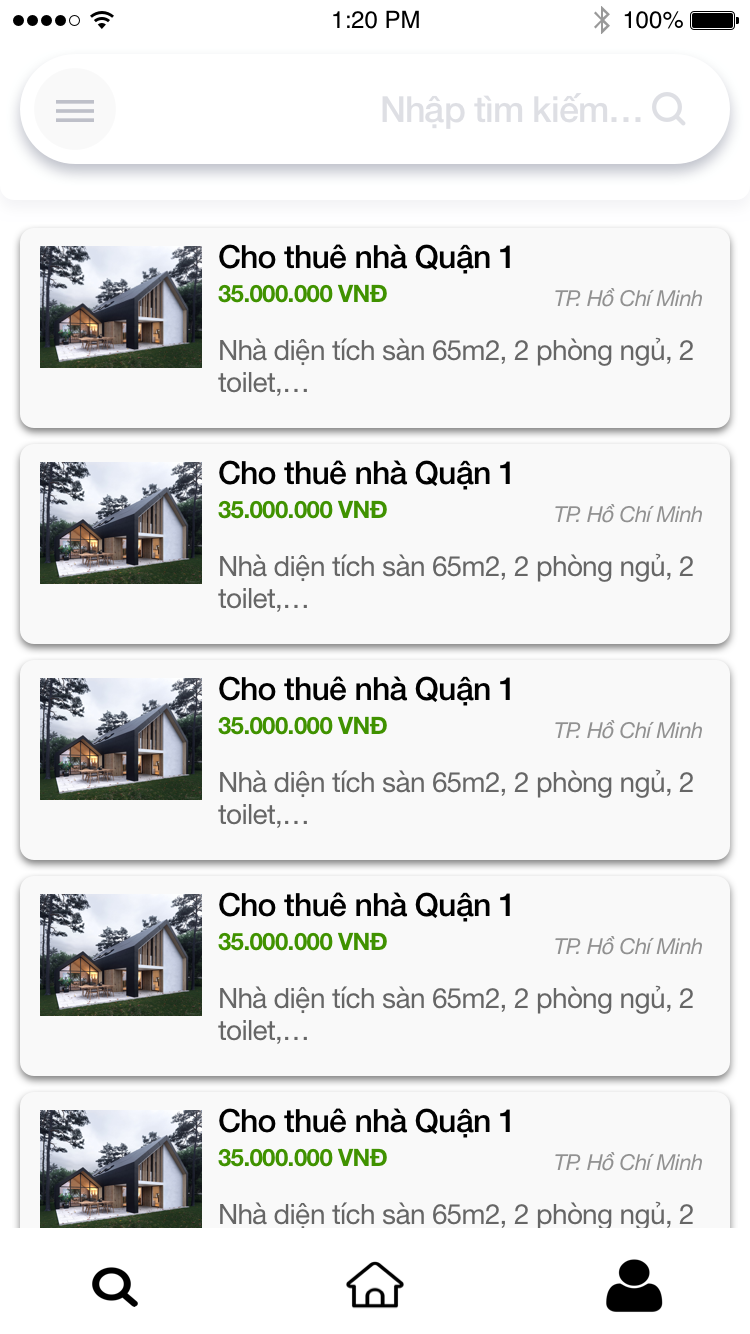 1:20 PM 100%
Nhập tìm kiếm...
Cho thuê nhà Quận 1
35.000.000 VNĐ
TP. Hồ Chí Minh
Nhà diện tích sàn 65m2, 2 phòng ngủ, 2
toilet,...
Cho thuê nhà Quận 1
35.000.000 VNĐ
TP. Hồ Chí Minh
Nhà diện tích sàn 65m2, 2 phòng ngủ, 2
toilet,...
Cho thuê nhà Quận 1
35.000.000 VNĐ
TP. Hồ Chí Minh
Nhà diện tích sàn 65m2, 2 phòng ngủ, 2
toilet,...
Cho thuê nhà Quận 1
35.000.000 VNĐ
TP. Hồ Chí Minh
Nhà diện tích sàn 65m2, 2 phòng ngủ, 2
toilet,...
Cho thuê nhà Quận 1
35.000.000 VNĐ
TP. Hồ Chí Minh
Nhà diện tích sàn 65m2, 2 phòng ngủ, 2